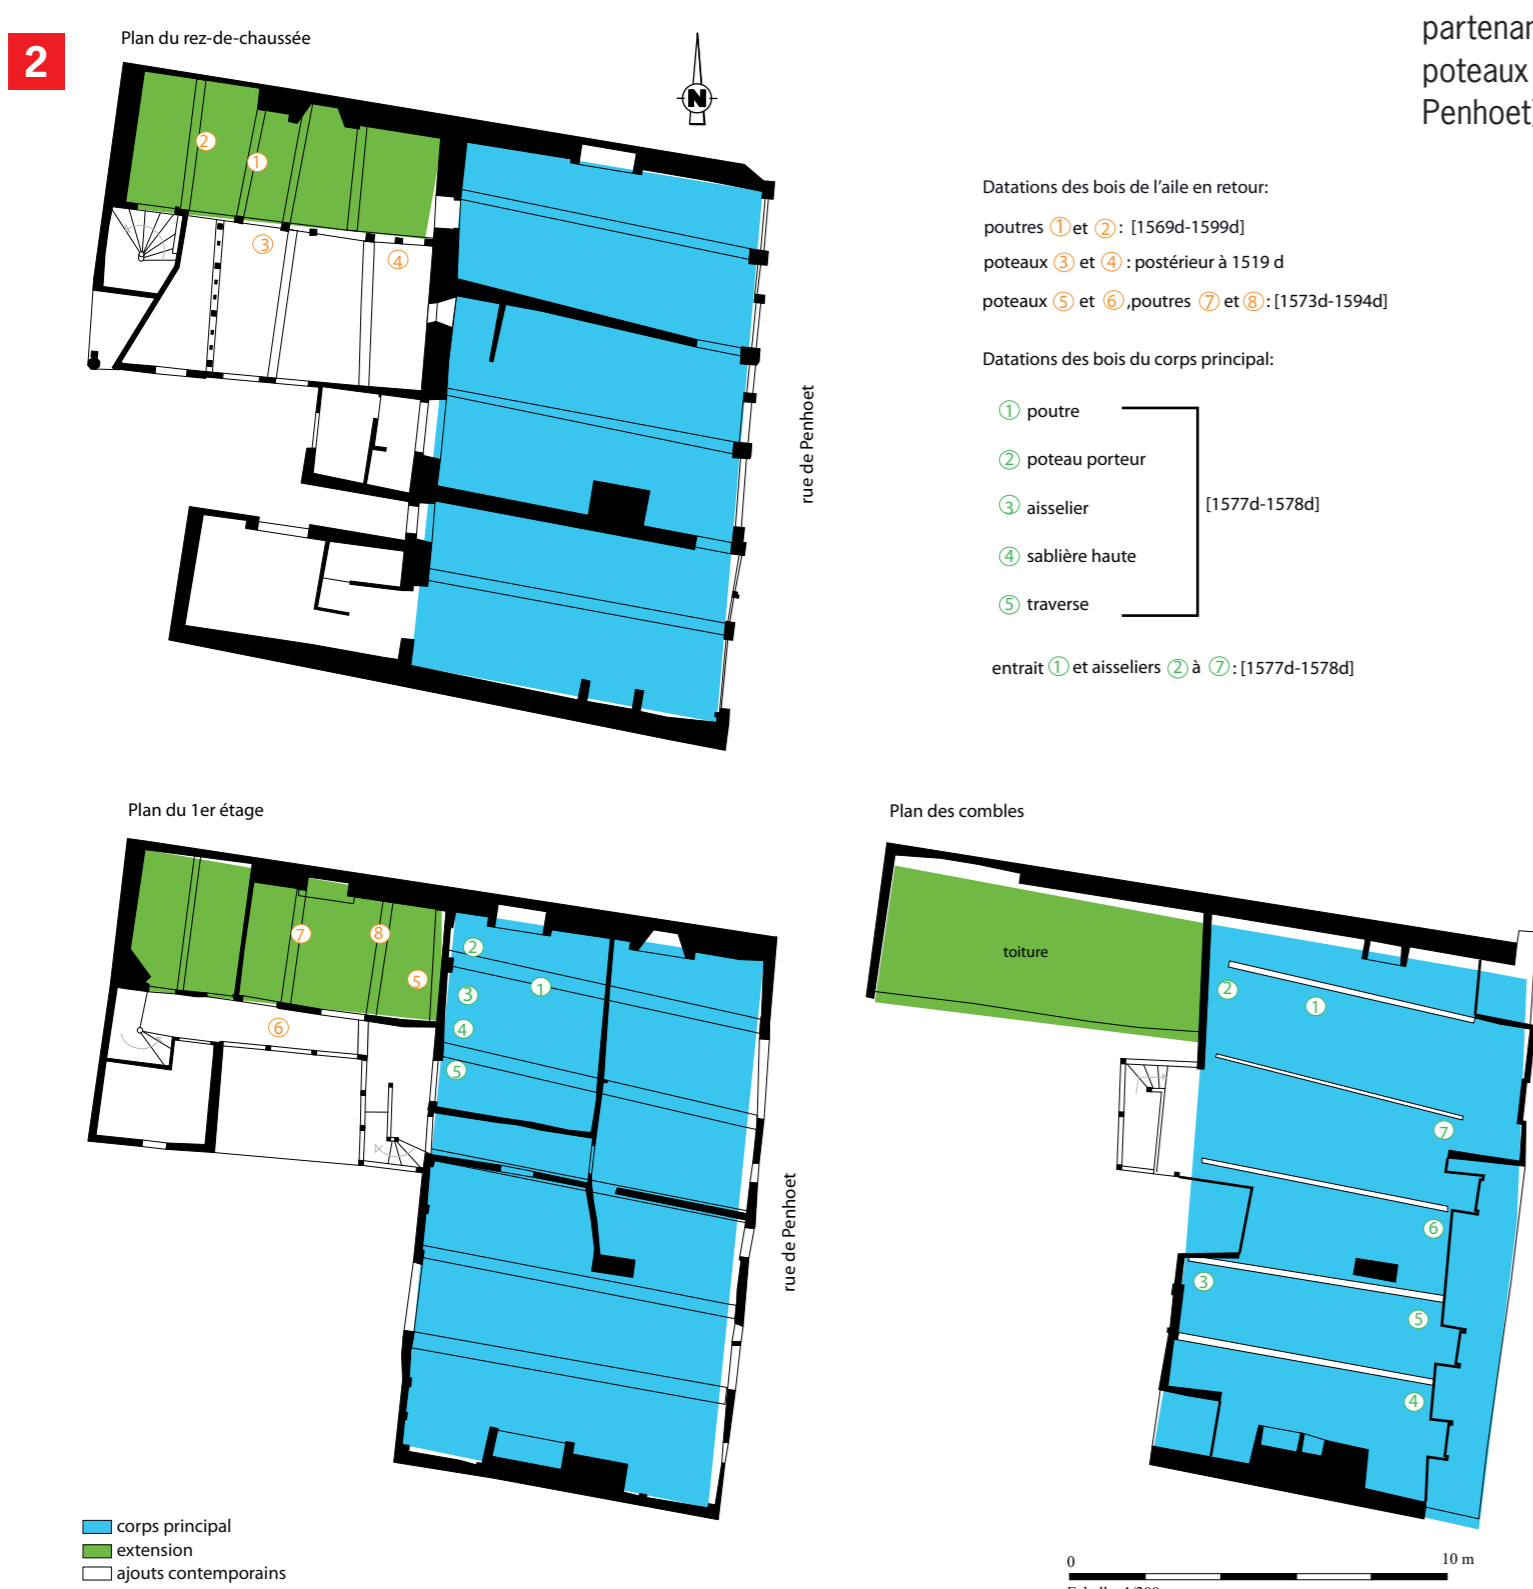 partenar
poteaux
Penhoet)
2
Plan du rez-de-chaussée
N
2
1
3
4
rue de Penhoet
Datations des bois de l'aile en retour:
poutres 1 et 2 : [1569d-1599d]
poteaux 3 et 4 : postérieur à 1519 d
poteaux 5 et 6 ,poutres 7 et 8 : [1573d-1594d]
Datations des bois du corps principal:
1 poutre
2 poteau porteur
3 aisselier
4 sablière haute
5 traverse
[1577d-1578d]
entrait 1 et aisseliers 2 à 7 : [1577d-1578d]
Plan du 1er étage
7
8
5
6
2
1
3
4
5
rue de Penhoet
Plan des combles
toiture
2
1
7
6
3
5
4
corps principal
extension
ajouts contemporains
0
10 m